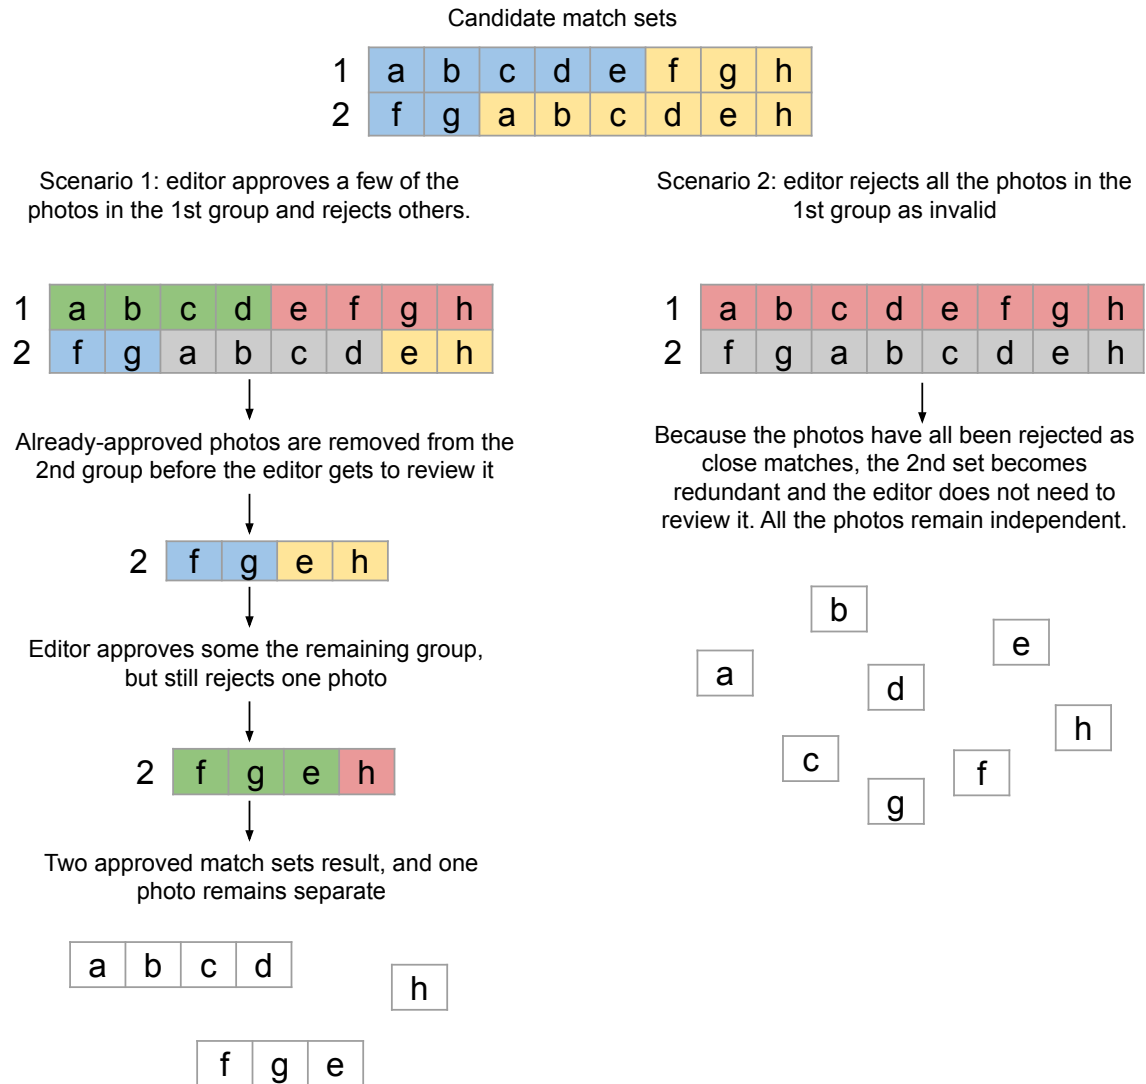 Candidate match sets
1 a b c d e f g h
2 f g a b c d e h
Scenario 1: editor approves a few of the
photos in the 1st group and rejects others.
1 a b c d e f g h
2 f g a b c d e h
Already-approved photos are removed from the
2nd group before the editor gets to review it
2 f g e h
Editor approves some the remaining group,
but still rejects one photo
2 f g e h
Two approved match sets result, and one
photo remains separate
a b c d
h
f g e
Scenario 2: editor rejects all the photos in the
1st group as invalid
1 a b c d e f g h
2 f g a b c d e h
Because the photos have all been rejected as
close matches, the 2nd set becomes
redundant and the editor does not need to
review it. All the photos remain independent.
b
e
a
d
h
c
f
g